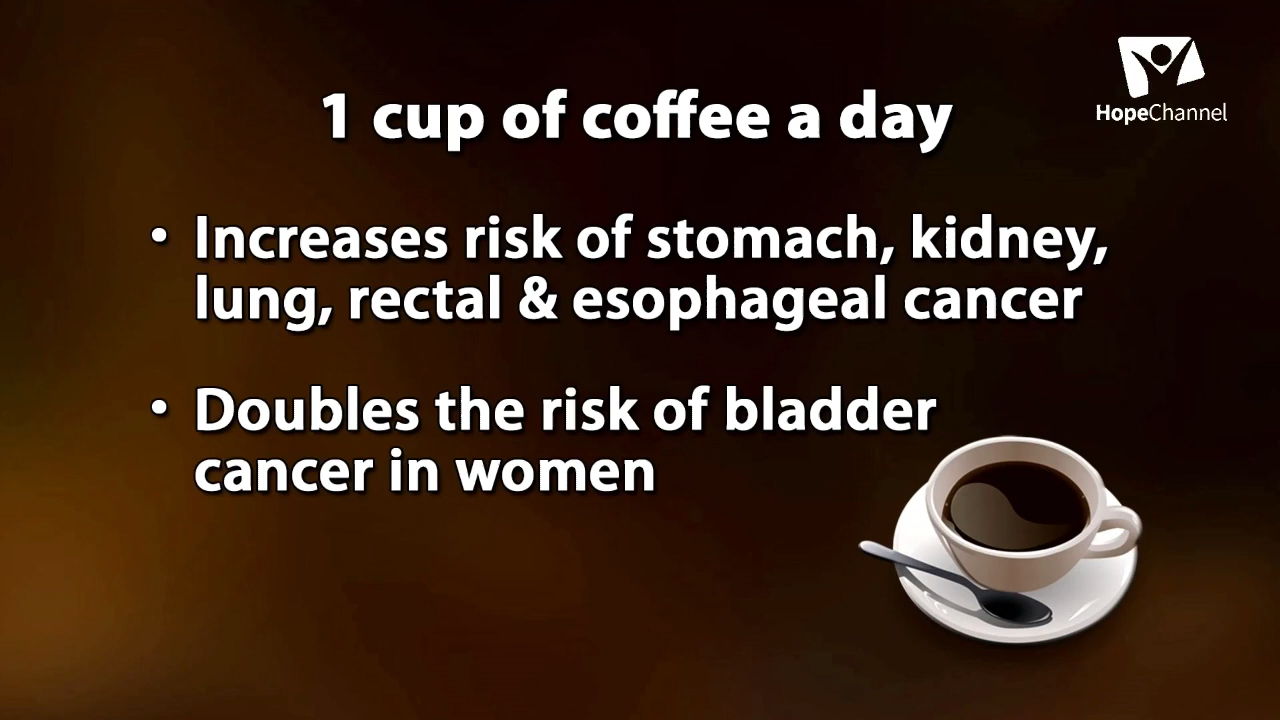 HopeChannel
1 cup of coffee a day
• Increases risk of stomach, kidney,
lung, rectal & esophageal cancer
• Doubles the risk of bladder
cancer in women